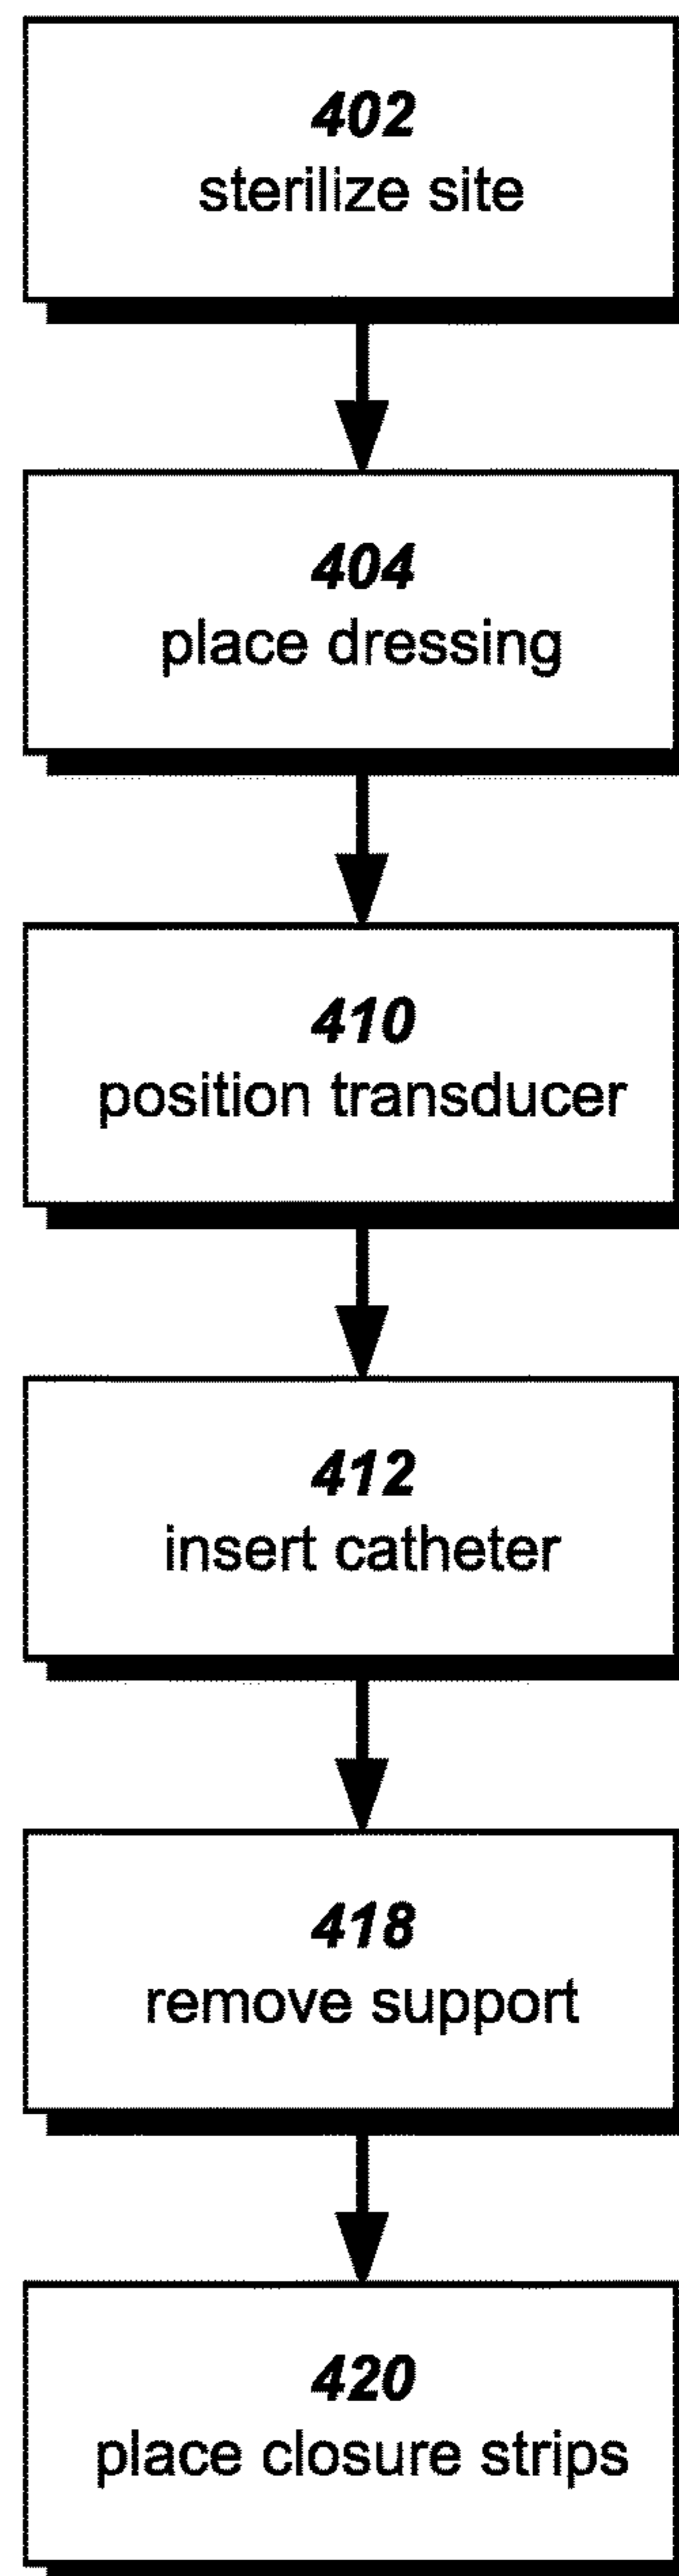 402
sterilize site
404
place dressing
410
position transducer
412
insert catheter
418
remove support
420
place closure strips